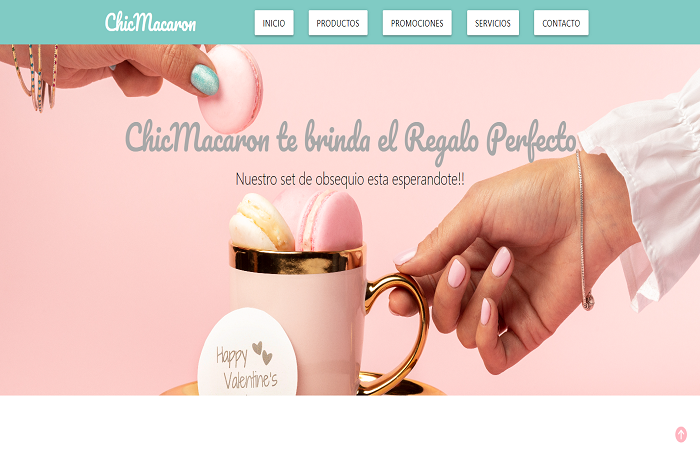 ChicMacaron
INICIO
PRODUCTOS
PROMOCIONES
SERVICIOS
CONTACTO
ChicMacaron te brinda el Regalo Perfecto
Nuestro set de obsequio esta esperandote!!
Happy
Valentine's